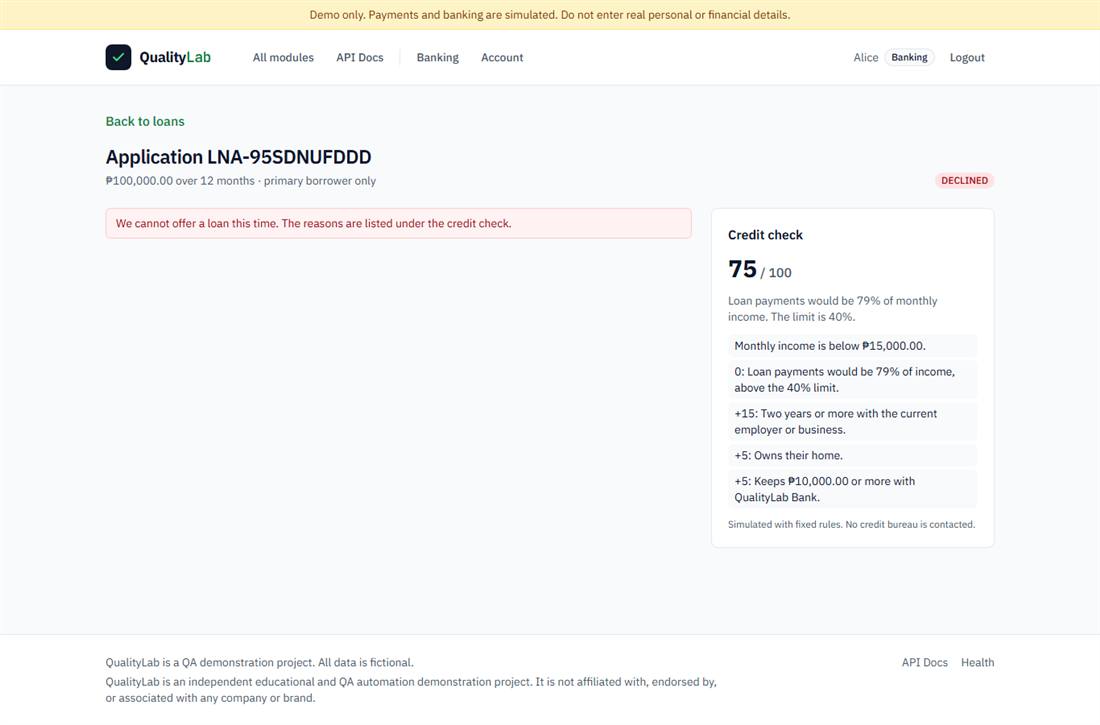 Demo only. Payments and banking are simulated. Do not enter real personal or financial details.
QualityLab
All modules
API Docs
Banking
Account
Alice
Banking
Logout
Back to loans
Application LNA-95SDNUFDDD
₱100,000.00 over 12 months · primary borrower only
DECLINED
We cannot offer a loan this time. The reasons are listed under the credit check.
Credit check
75 / 100
Loan payments would be 79% of monthly
income. The limit is 40%.
Monthly income is below ₱15,000.00.
0: Loan payments would be 79% of income,
above the 40% limit.
+15: Two years or more with the current
employer or business.
+5: Owns their home.
+5: Keeps ₱10,000.00 or more with
QualityLab Bank.
Simulated with fixed rules. No credit bureau is contacted.
QualityLab is a QA demonstration project. All data is fictional.
API Docs
Health
QualityLab is an independent educational and QA automation demonstration project. It is not affiliated with, endorsed by,
or associated with any company or brand.